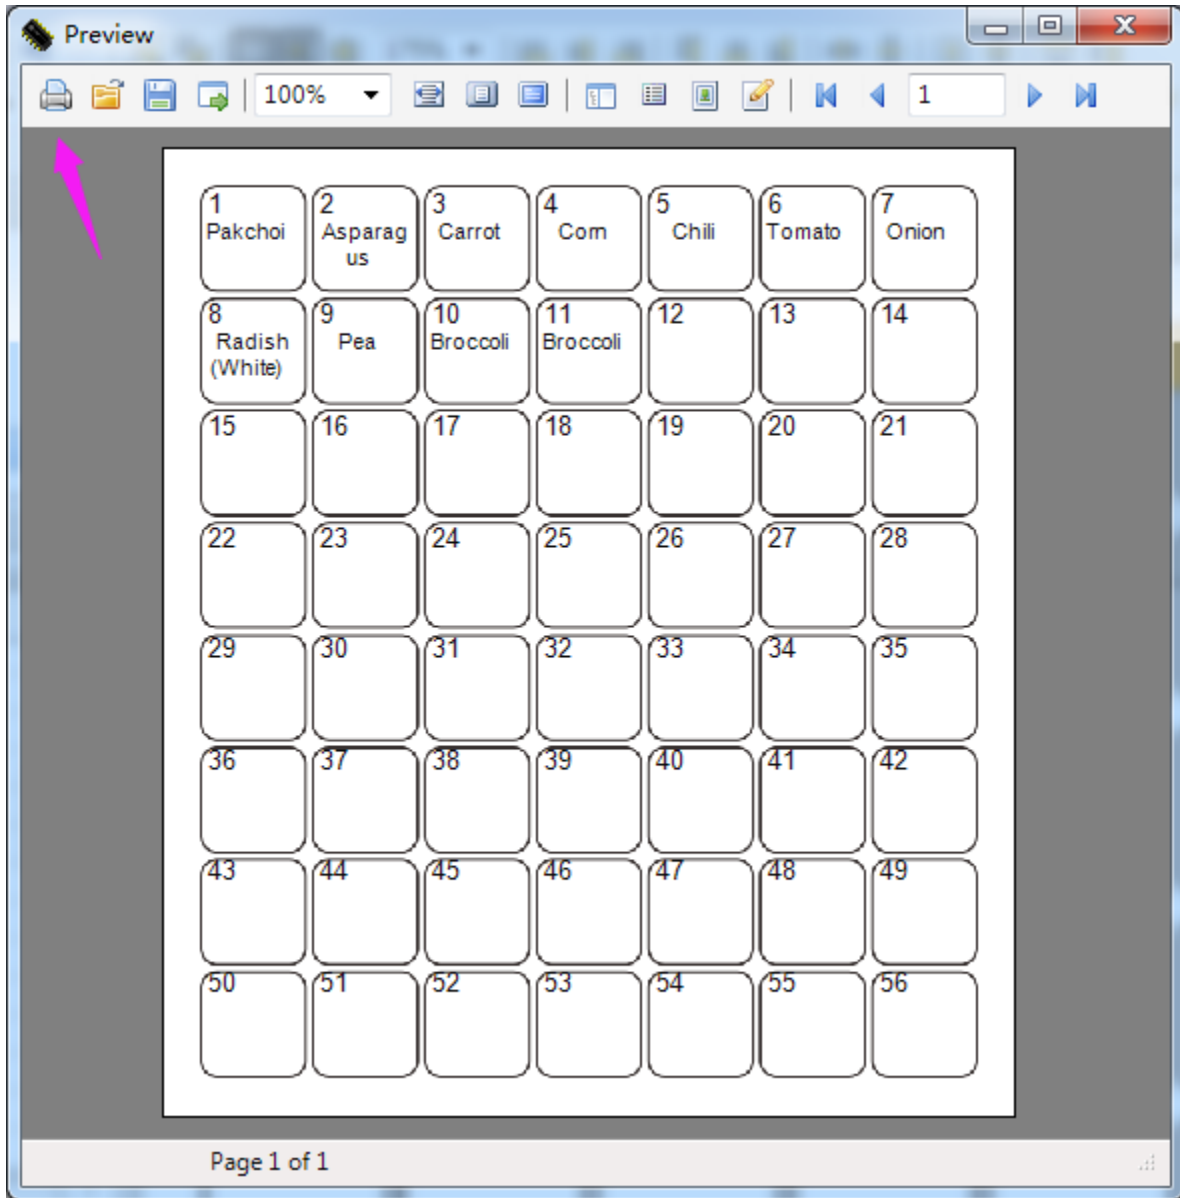 Preview
100%
1
1 2 3 4 5 6 7
Pakchoi Asparag Carrot Corn Chili Tomato Onion
us
8 9 10 11 12 13 14
Radish Pea Broccoli Broccoli
(White)
15 16 17 18 19 20 21
22 23 24 25 26 27 28
29 30 31 32 33 34 35
36 37 38 39 40 41 42
43 44 45 46 47 48 49
50 51 52 53 54 55 56
Page 1 of 1